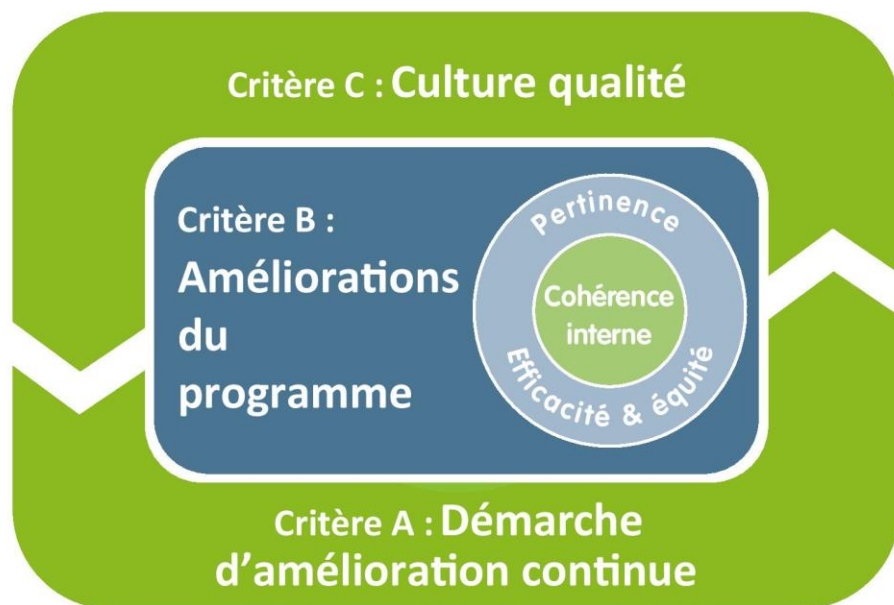 Critère C : Culture qualité
Critère B :
Améliorations
du
programme
Pertinence
Cohérence
interne
Efficacité & équité
Critère A : Démarche
d’amélioration continue